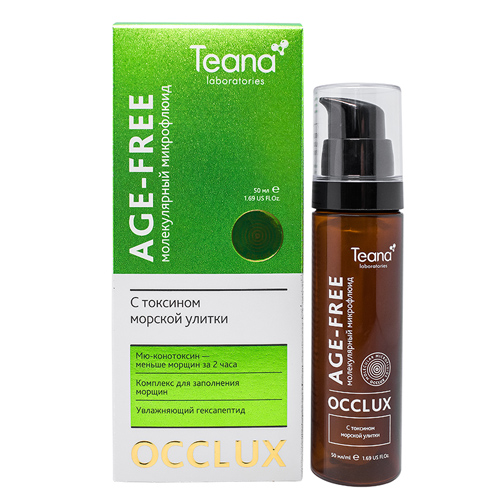 Teana
laboratories
AGE-FREE
молекулярный микрофлюид
50 мл e
1.69 US Fl.Oz.
С токсином
морской улитки
Мю-конотоксин —
меньше морщин за 2 часа
Комплекс для заполнения
морщин
Увлажняющий гексапептид
OCCLUX
Teana
laboratories
AGE-FREE
молекулярный микрофлюид
OCCLUX
С токсином
морской улитки
50 мл/ml e 1.69 US Fl.Oz.